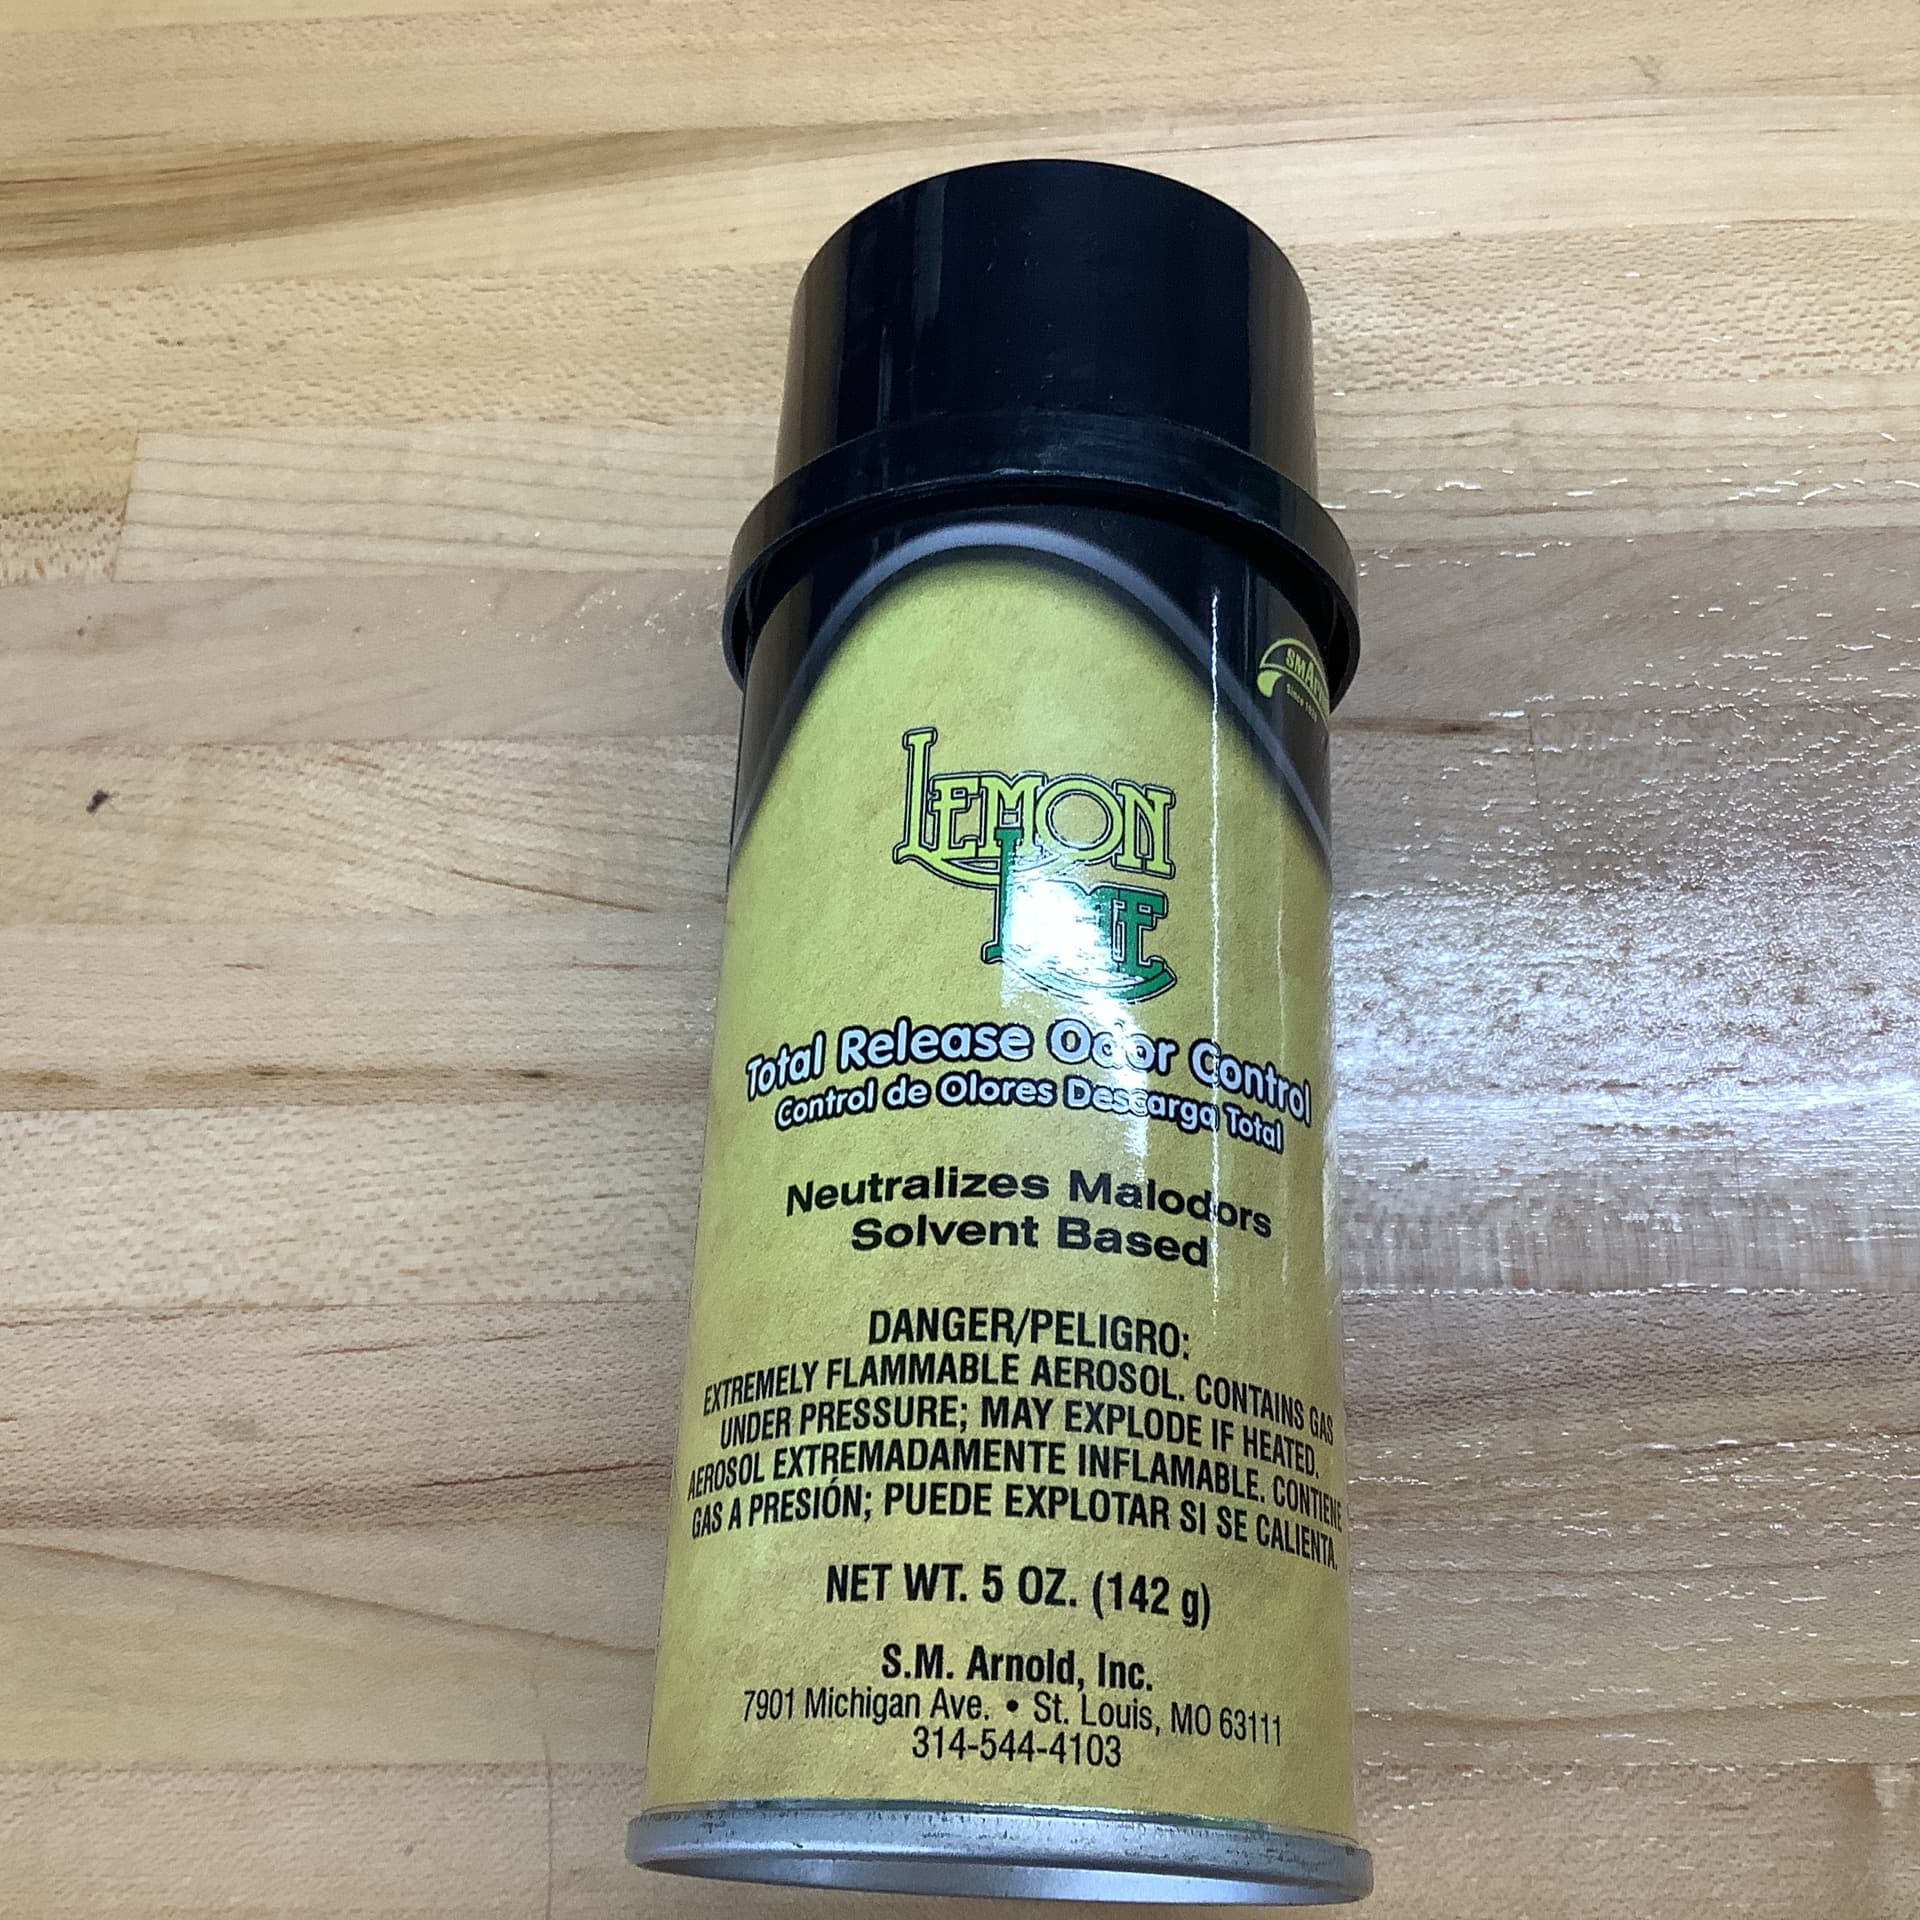 Lemon
Lime
Total Release Odor Control
Control de Olores Descarga Total
Neutralizes Malodors
Solvent Based
DANGER/PELIGRO:
EXTREMELY FLAMMABLE AEROSOL. CONTAINS GAS
UNDER PRESSURE; MAY EXPLODE IF HEATED.
AEROSOL EXTREMADAMENTE INFLAMABLE. CONTIENE
GAS A PRESIÓN; PUEDE EXPLOTAR SI SE CALIENTA.
NET WT. 5 OZ. (142 g)
S.M. Arnold, Inc.
7901 Michigan Ave. • St. Louis, MO 63111
314-544-4103